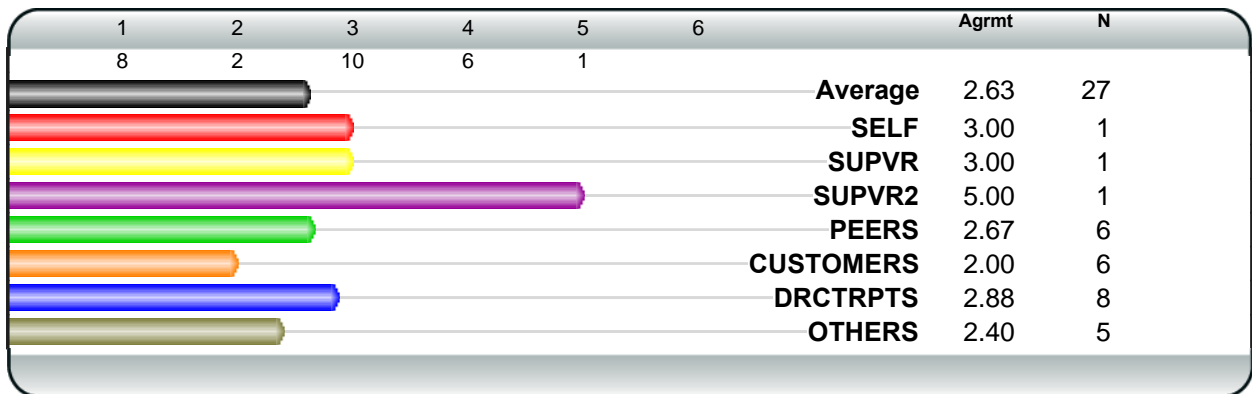 1 2 3 4 5 6 Agrmt N
8 2 10 6 1
Average 2.63 27
SELF 3.00 1
SUPVR 3.00 1
SUPVR2 5.00 1
PEERS 2.67 6
CUSTOMERS 2.00 6
DRCTRPTS 2.88 8
OTHERS 2.40 5